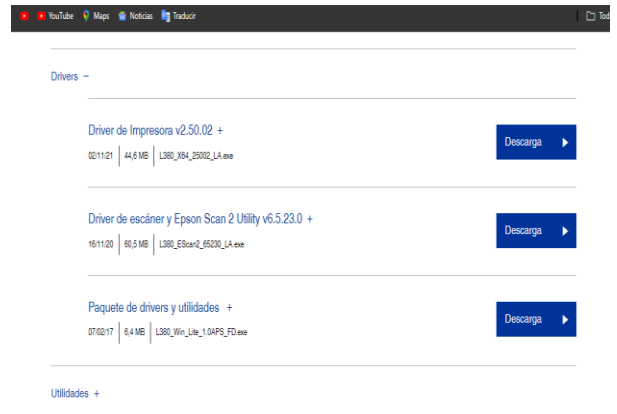 YouTube Maps Noticias Traducir
Drivers −
Driver de Impresora v2.50.02 +
02/11/21 | 44,6 MB | L380_X64_25002_LA.exe
Descarga
Driver de escáner y Epson Scan 2 Utility v6.5.23.0 +
16/11/20 | 60,5 MB | L380_EScan2_65230_LA.exe
Descarga
Paquete de drivers y utilidades +
07/02/17 | 6,4 MB | L380_Win_Lite_1.0APS_FD.exe
Descarga
Utilidades +